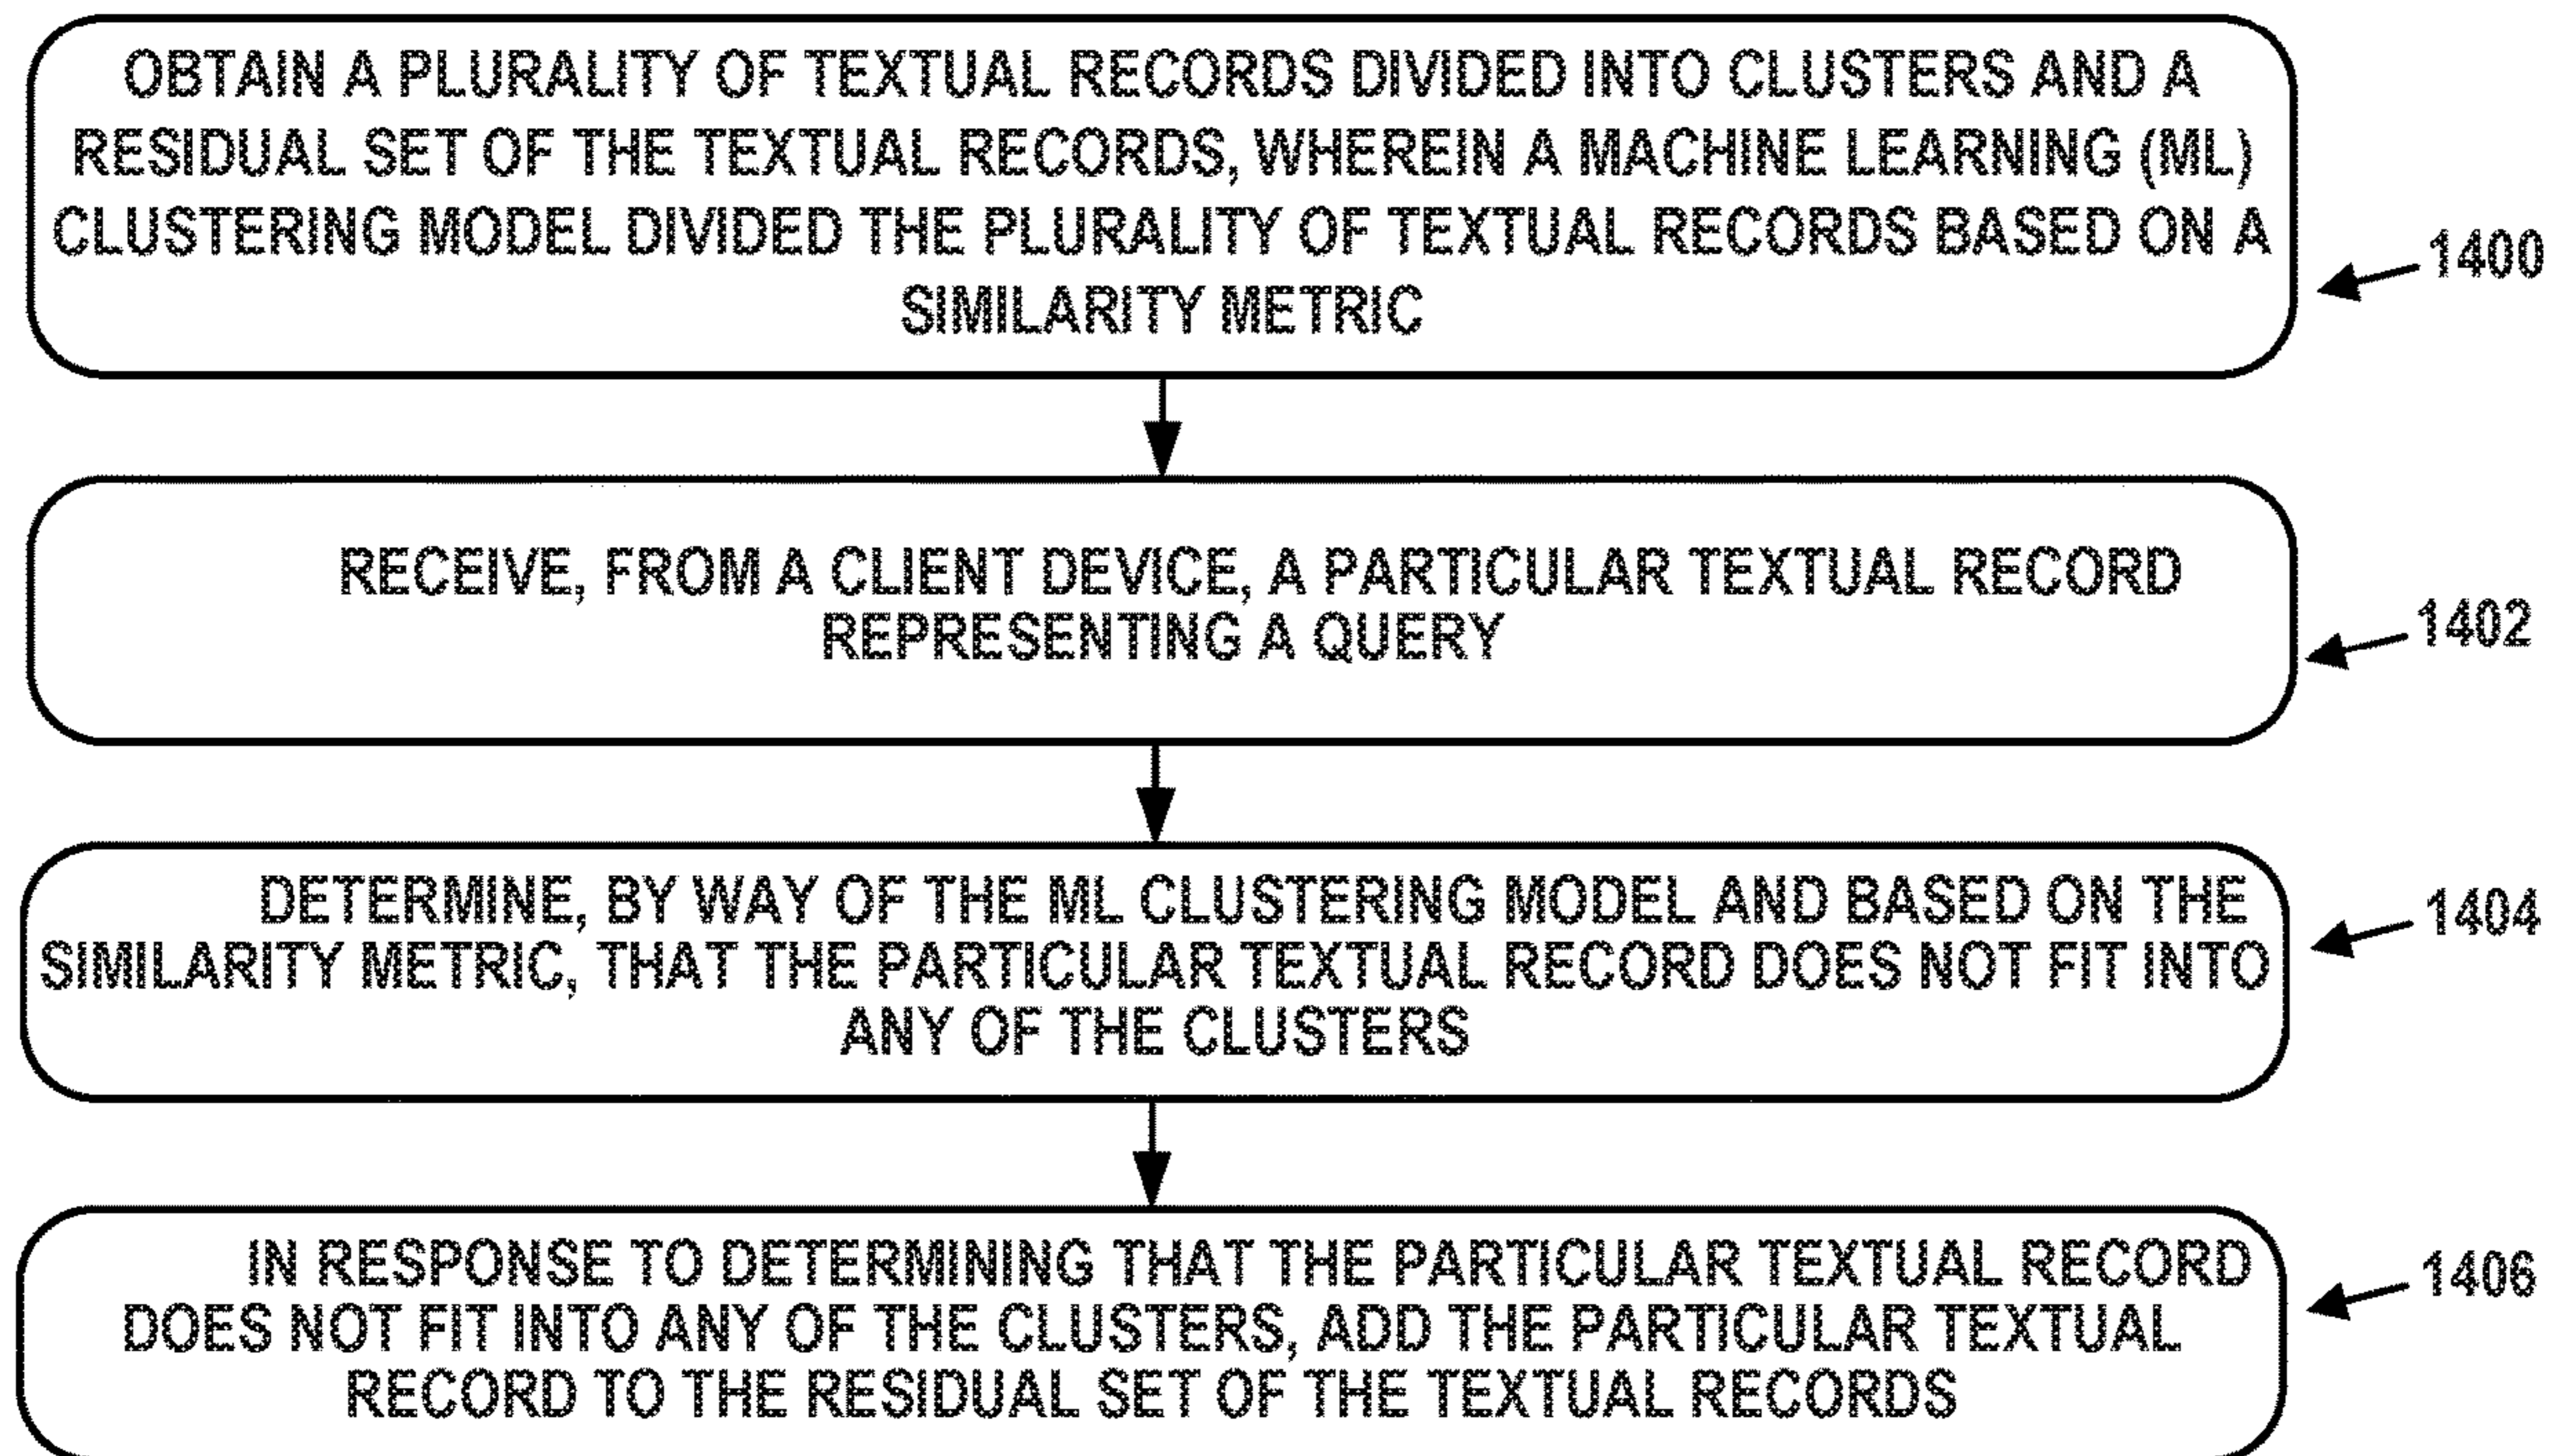 OBTAIN A PLURALITY OF TEXTUAL RECORDS DIVIDED INTO CLUSTERS AND A
RESIDUAL SET OF THE TEXTUAL RECORDS, WHEREIN A MACHINE LEARNING (ML)
CLUSTERING MODEL DIVIDED THE PLURALITY OF TEXTUAL RECORDS BASED ON A
SIMILARITY METRIC
1400
RECEIVE, FROM A CLIENT DEVICE, A PARTICULAR TEXTUAL RECORD
REPRESENTING A QUERY
1402
DETERMINE, BY WAY OF THE ML CLUSTERING MODEL AND BASED ON THE
SIMILARITY METRIC, THAT THE PARTICULAR TEXTUAL RECORD DOES NOT FIT INTO
ANY OF THE CLUSTERS
1404
IN RESPONSE TO DETERMINING THAT THE PARTICULAR TEXTUAL RECORD
DOES NOT FIT INTO ANY OF THE CLUSTERS, ADD THE PARTICULAR TEXTUAL
RECORD TO THE RESIDUAL SET OF THE TEXTUAL RECORDS
1406